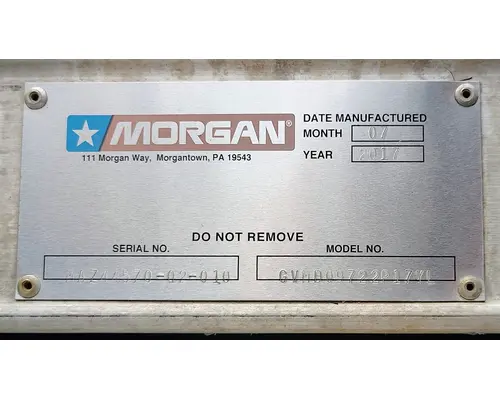 MORGAN®
111 Morgan Way, Morgantown, PA 19543
DATE MANUFACTURED
MONTH 07
YEAR 2017
DO NOT REMOVE
SERIAL NO.
MODEL NO.